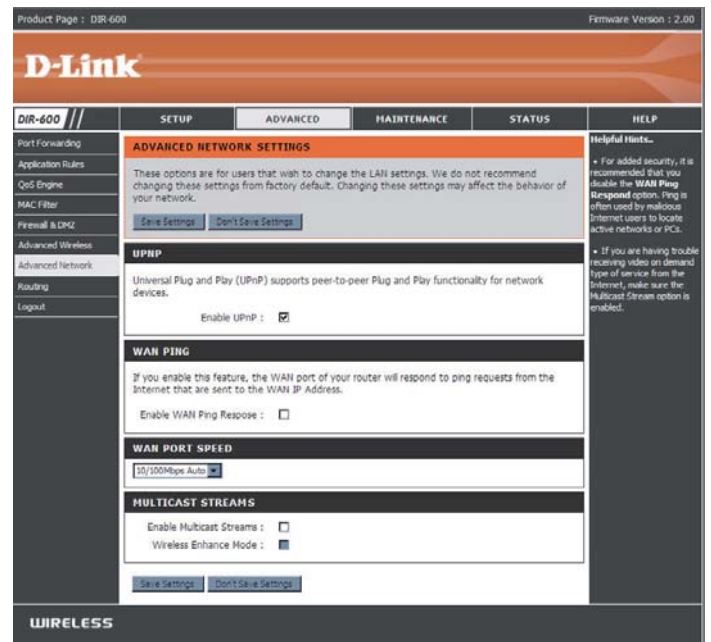 Product Page : DIR-600
Firmware Version : 2.00
D-Link
DIR-600 //
SETUP
ADVANCED
MAINTENANCE
STATUS
HELP
Port Forwarding
Application Rules
QoS Engine
MAC Filter
Firewall & DMZ
Advanced Wireless
Advanced Network
Routing
Logout
ADVANCED NETWORK SETTINGS
These options are for users that wish to change the LAN settings. We do not recommend
changing these settings from factory default. Changing these settings may affect the behavior of
your network.
Save Settings
Don't Save Settings
UPNP
Universal Plug and Play (UPnP) supports peer-to-peer Plug and Play functionality for network
devices.
Enable UPnP :
WAN PING
If you enable this feature, the WAN port of your router will respond to ping requests from the
Internet that are sent to the WAN IP Address.
Enable WAN Ping Respose :
WAN PORT SPEED
10/100Mbps Auto
MULTICAST STREAMS
Enable Multicast Streams :
Wireless Enhance Mode :
Save Settings
Don't Save Settings
Helpful Hints..
• For added security, it is
recommended that you
disable the WAN Ping
Respond option. Ping is
often used by malicious
Internet users to locate
active networks or PCs.
• If you are having trouble
receiving video on demand
type of service from the
Internet, make sure the
Multicast Stream option is
enabled.
WIRELESS